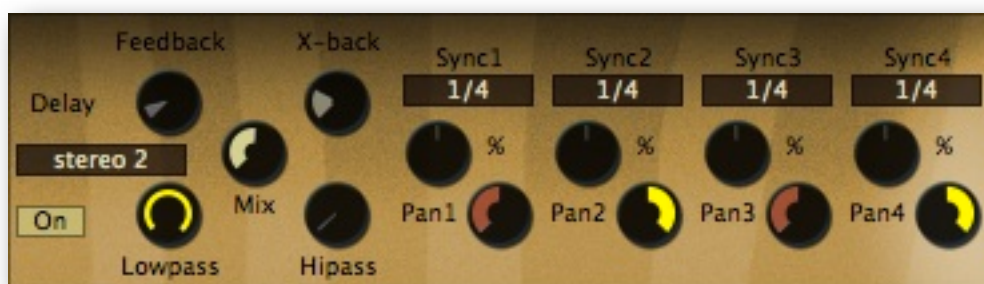 Feedback
X-back
Sync1
Sync2
Sync3
Sync4
Delay
1/4
1/4
1/4
1/4
stereo 2
%
%
%
%
On
Mix
Pan1
Pan2
Pan3
Pan4
Lowpass
Hipass